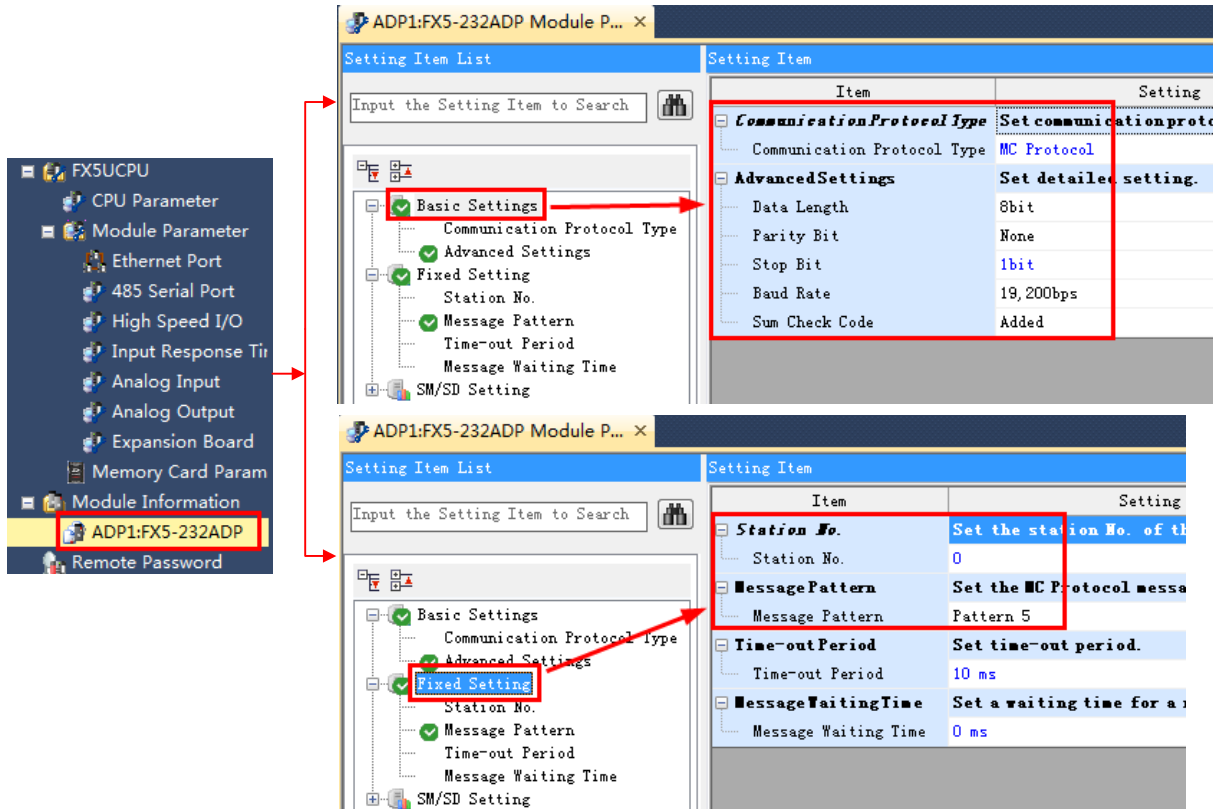 FX5UCPU
CPU Parameter
Module Parameter
Ethernet Port
485 Serial Port
High Speed I/O
Input Response Tir
Analog Input
Analog Output
Expansion Board
Memory Card Param
Module Information
ADP1:FX5-232ADP
Remote Password
ADP1:FX5-232ADP Module P... ×
Setting Item List
Input the Setting Item to Search
Basic Settings
Communication Protocol Type
Advanced Settings
Fixed Setting
Station No.
Message Pattern
Time-out Period
Message Waiting Time
SM/SD Setting
Setting Item
Item Setting
Communication Protocol Type Set communication proto
Communication Protocol Type MC Protocol
Advanced Settings Set detailed setting.
Data Length 8bit
Parity Bit None
Stop Bit 1bit
Baud Rate 19,200bps
Sum Check Code Added
ADP1:FX5-232ADP Module P... ×
Setting Item List
Input the Setting Item to Search
Basic Settings
Communication Protocol Type
Advanced Settings
Fixed Setting
Station No.
Message Pattern
Time-out Period
Message Waiting Time
SM/SD Setting
Setting Item
Item Setting
Station No. Set the station No. of th
Station No. 0
Message Pattern Set the MC Protocol messa
Message Pattern Pattern 5
Time-out Period Set time-out period.
Time-out Period 10 ms
Message Waiting Time Set a waiting time for a
Message Waiting Time 0 ms